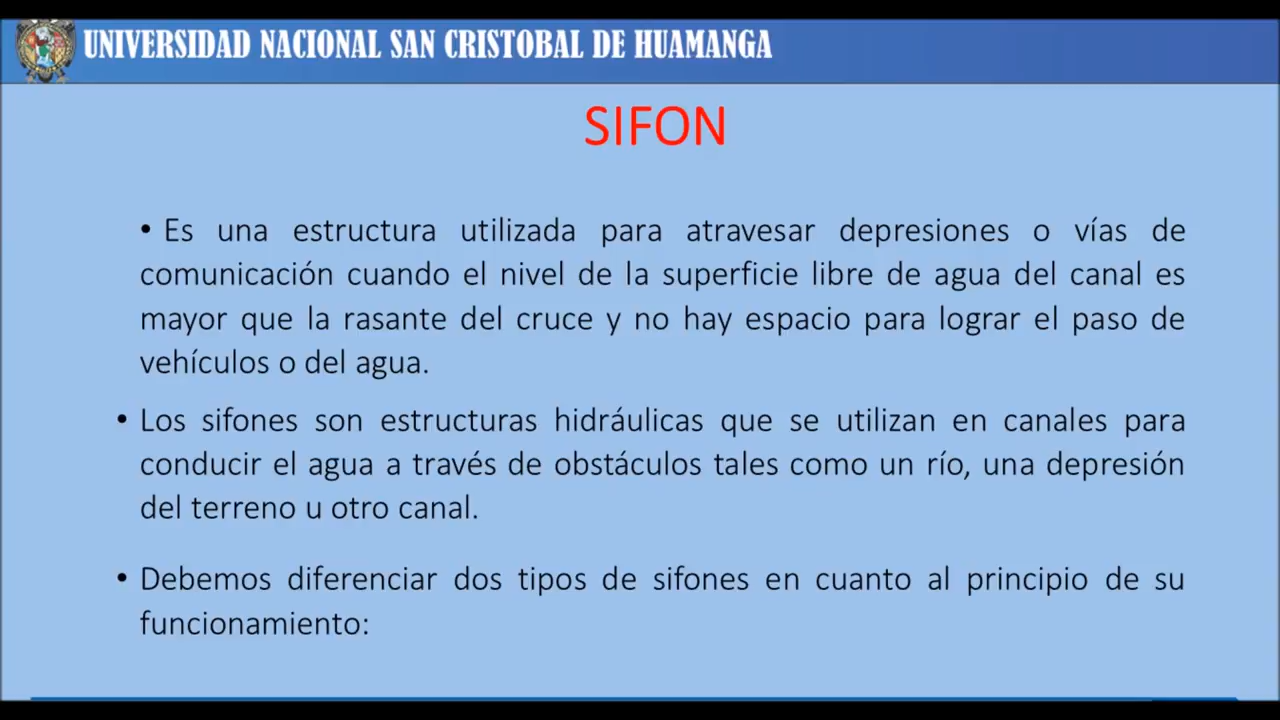 UNIVERSIDAD NACIONAL SAN CRISTOBAL DE HUAMANGA
SIFON
• Es una estructura utilizada para atravesar depresiones o vías de
comunicación cuando el nivel de la superficie libre de agua del canal es
mayor que la rasante del cruce y no hay espacio para lograr el paso de
vehículos o del agua.
• Los sifones son estructuras hidráulicas que se utilizan en canales para
conducir el agua a través de obstáculos tales como un río, una depresión
del terreno u otro canal.
• Debemos diferenciar dos tipos de sifones en cuanto al principio de su
funcionamiento: